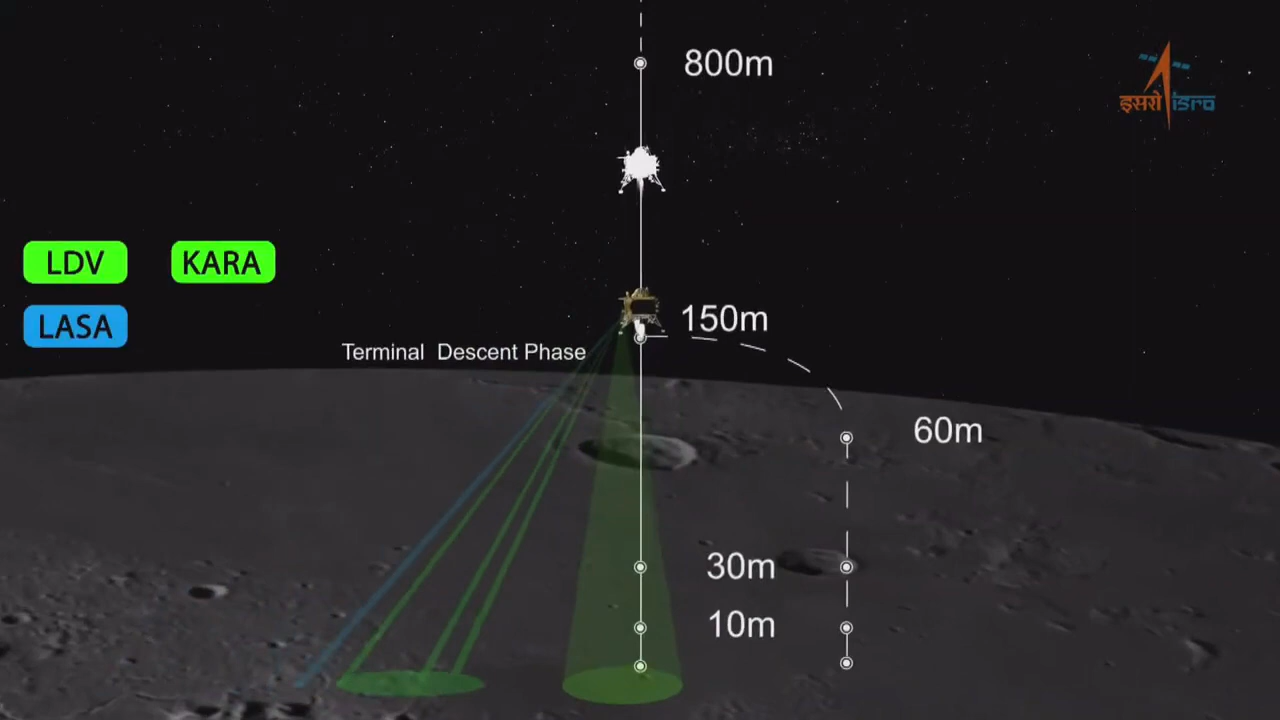 800m
इसरो isro
LDV KARA
LASA
150m
Terminal Descent Phase
60m
30m
10m